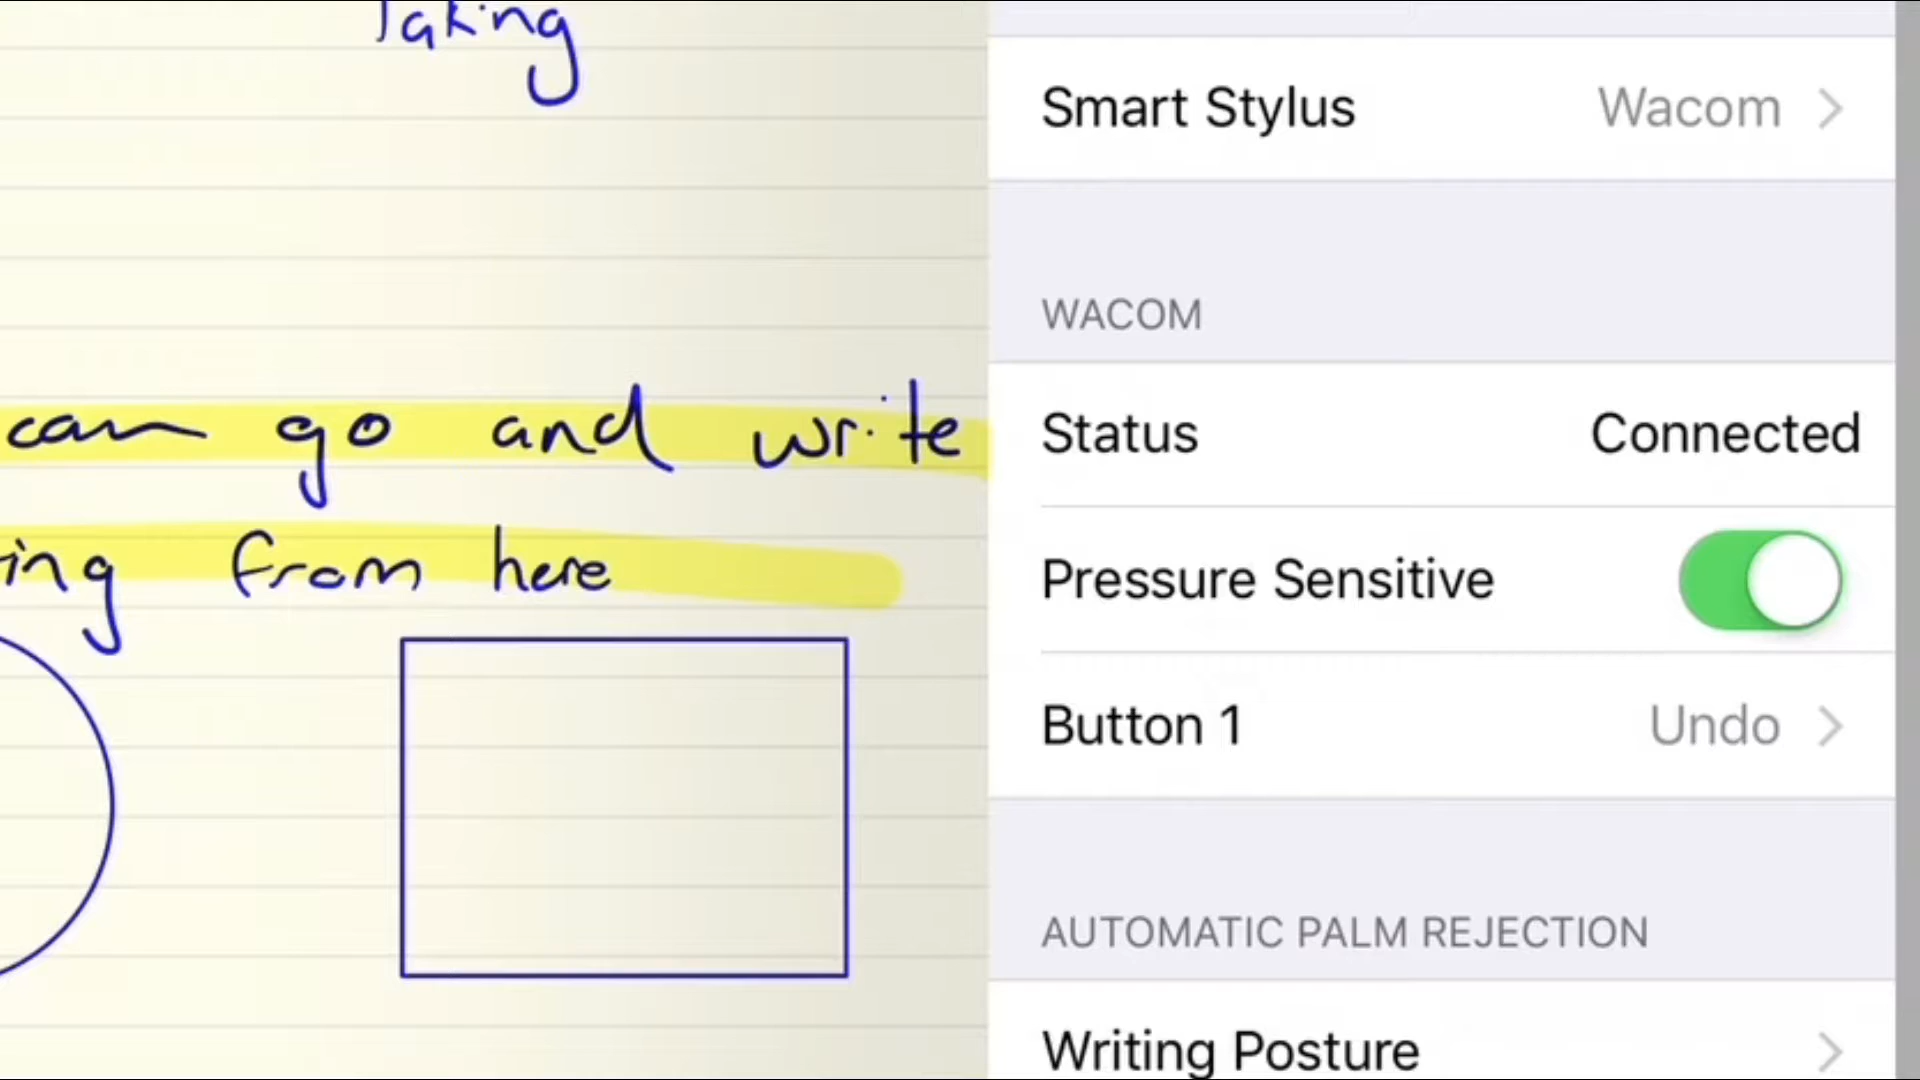 Taking
can go and write
ing from here
Smart Stylus Wacom
WACOM
Status Connected
Pressure Sensitive
Button 1 Undo
AUTOMATIC PALM REJECTION
Writing Posture